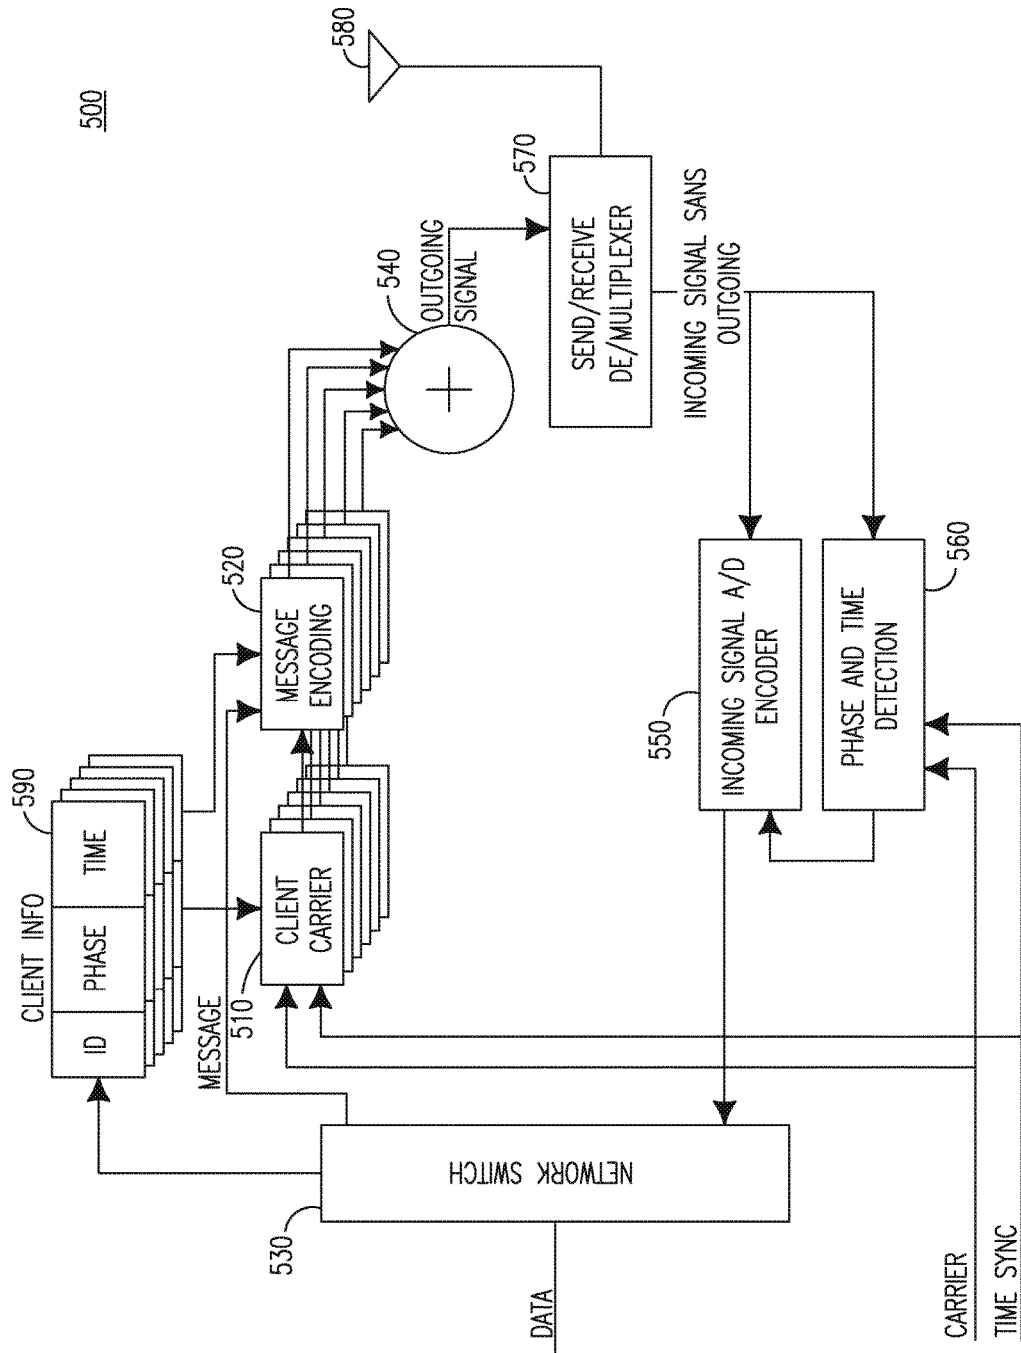 500
CLIENT INFO
590
ID
PHASE
TIME
MESSAGE
510
CLIENT
CARRIER
520
MESSAGE
ENCODING
540
OUTGOING
SIGNAL
580
570
SEND/RECEIVE
DE/MULTIPLEXER
INCOMING SIGNAL SANS
OUTGOING
530
NETWORK SWITCH
DATA
550
INCOMING SIGNAL A/D
ENCODER
560
PHASE AND TIME
DETECTION
CARRIER
TIME SYNC